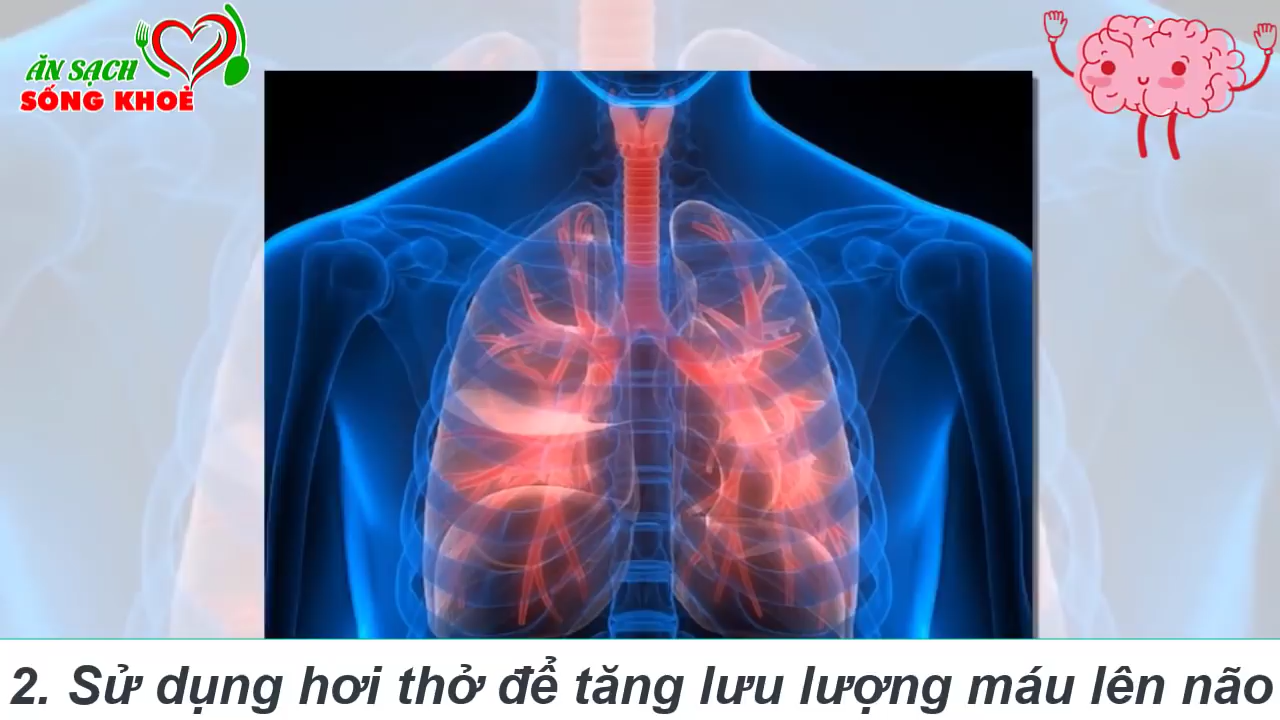 ĂN SẠCH
SỐNG KHOẺ
2. Sử dụng hơi thở để tăng lưu lượng máu lên não